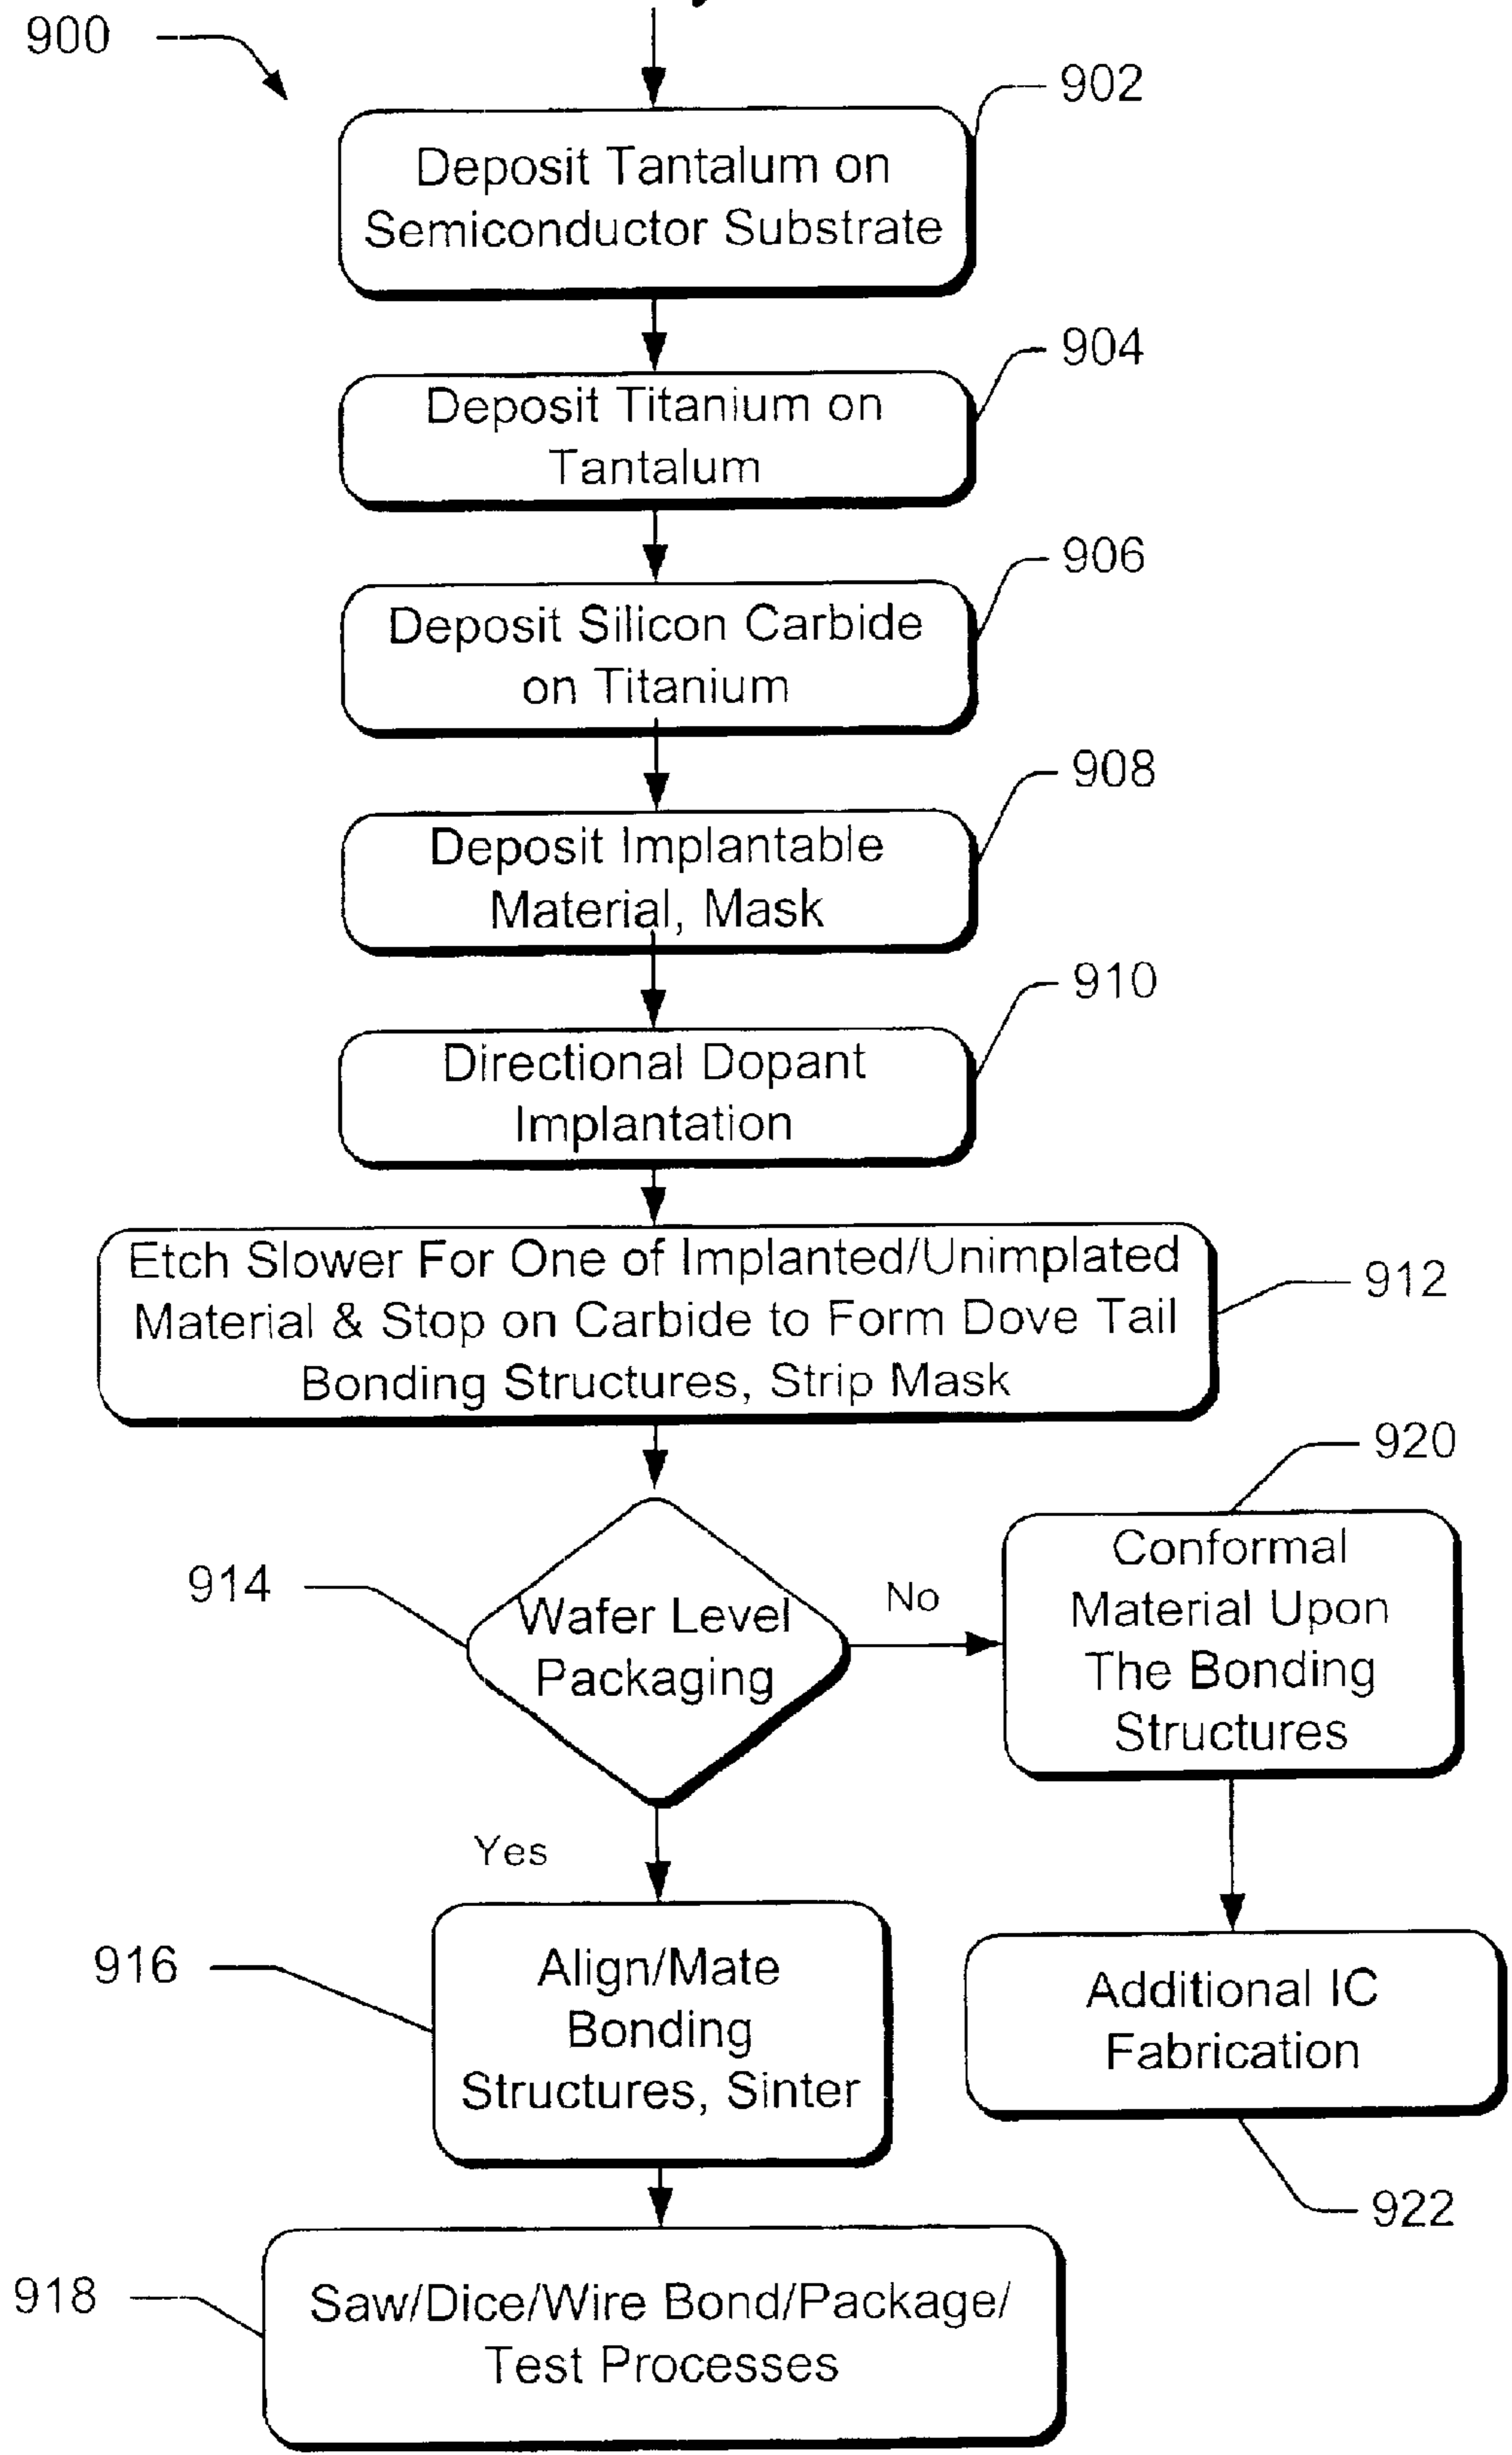 900
902
Deposit Tantalum on
Semiconductor Substrate
904
Deposit Titanium on
Tantalum
906
Deposit Silicon Carbide
on Titanium
908
Deposit Implantable
Material, Mask
910
Directional Dopant
Implantation
Etch Slower For One of Implanted/Unimplated
Material & Stop on Carbide to Form Dove Tail
Bonding Structures, Strip Mask
912
914
Wafer Level
Packaging
No
920
Conformal
Material Upon
The Bonding
Structures
Yes
916
Align/Mate
Bonding
Structures, Sinter
Additional IC
Fabrication
922
918
Saw/Dice/Wire Bond/Package/
Test Processes